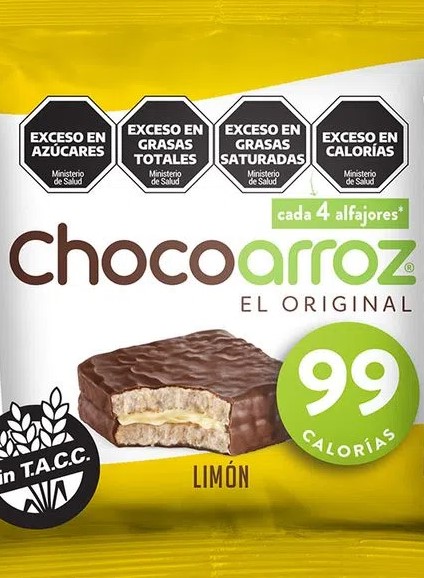 EXCESO EN
AZÚCARES
Ministerio
de Salud
EXCESO EN
GRASAS
TOTALES
Ministerio
de Salud
EXCESO EN
GRASAS
SATURADAS
Ministerio
de Salud
EXCESO EN
CALORÍAS
Ministerio
de Salud
cada 4 alfajores*
Chocoarroz®
EL ORIGINAL
99
CALORÍAS
in T.A.C.C.
LIMÓN